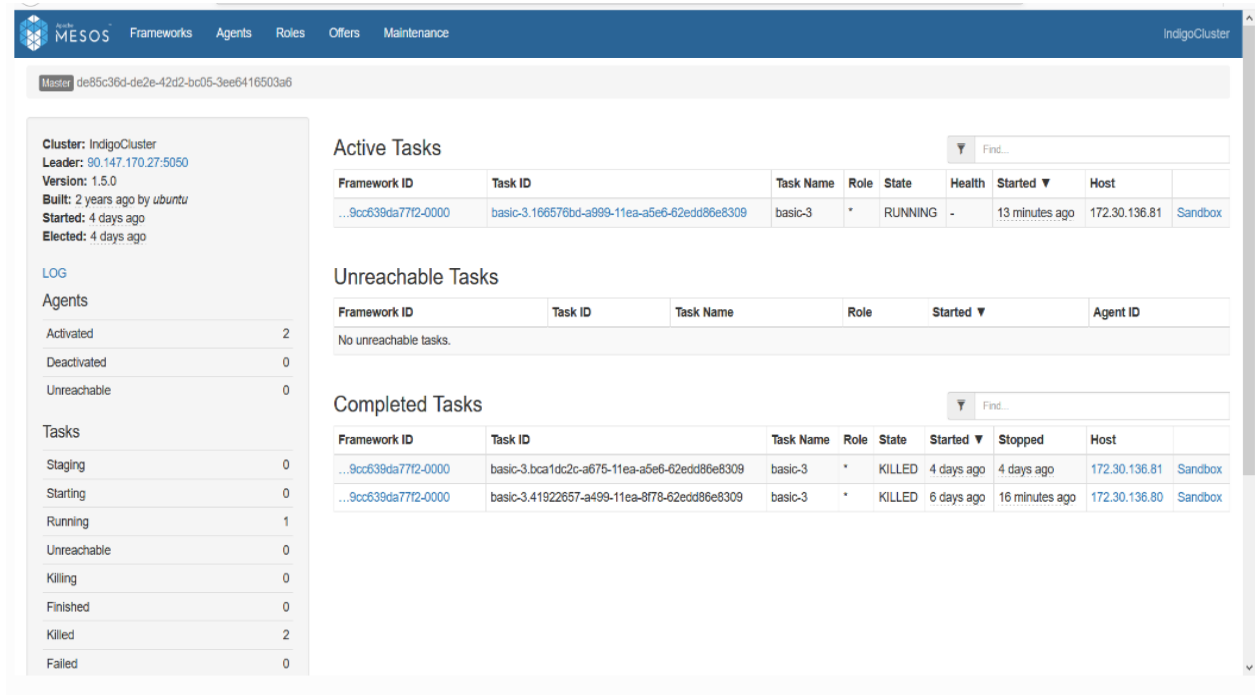 Apache
MESOS Frameworks Agents Roles Offers Maintenance IndigoCluster
Master de85c36d-de2e-42d2-bc05-3ee6416503a6
Cluster: IndigoCluster
Leader: 90.147.170.27:5050
Version: 1.5.0
Built: 2 years ago by ubuntu
Started: 4 days ago
Elected: 4 days ago
LOG
Agents
Activated 2
Deactivated 0
Unreachable 0
Tasks
Staging 0
Starting 0
Running 1
Unreachable 0
Killing 0
Finished 0
Killed 2
Failed 0
Active Tasks Find...
Framework ID Task ID Task Name Role State Health Started ▼ Host
…9cc639da77f2-0000 basic-3.166576bd-a999-11ea-a5e6-62edd86e8309 basic-3 * RUNNING - 13 minutes ago 172.30.136.81 Sandbox
Unreachable Tasks
Framework ID Task ID Task Name Role Started ▼ Agent ID
No unreachable tasks.
Completed Tasks Find...
Framework ID Task ID Task Name Role State Started ▼ Stopped Host
…9cc639da77f2-0000 basic-3.bca1dc2c-a675-11ea-a5e6-62edd86e8309 basic-3 * KILLED 4 days ago 4 days ago 172.30.136.81 Sandbox
…9cc639da77f2-0000 basic-3.41922657-a499-11ea-8f78-62edd86e8309 basic-3 * KILLED 6 days ago 16 minutes ago 172.30.136.80 Sandbox